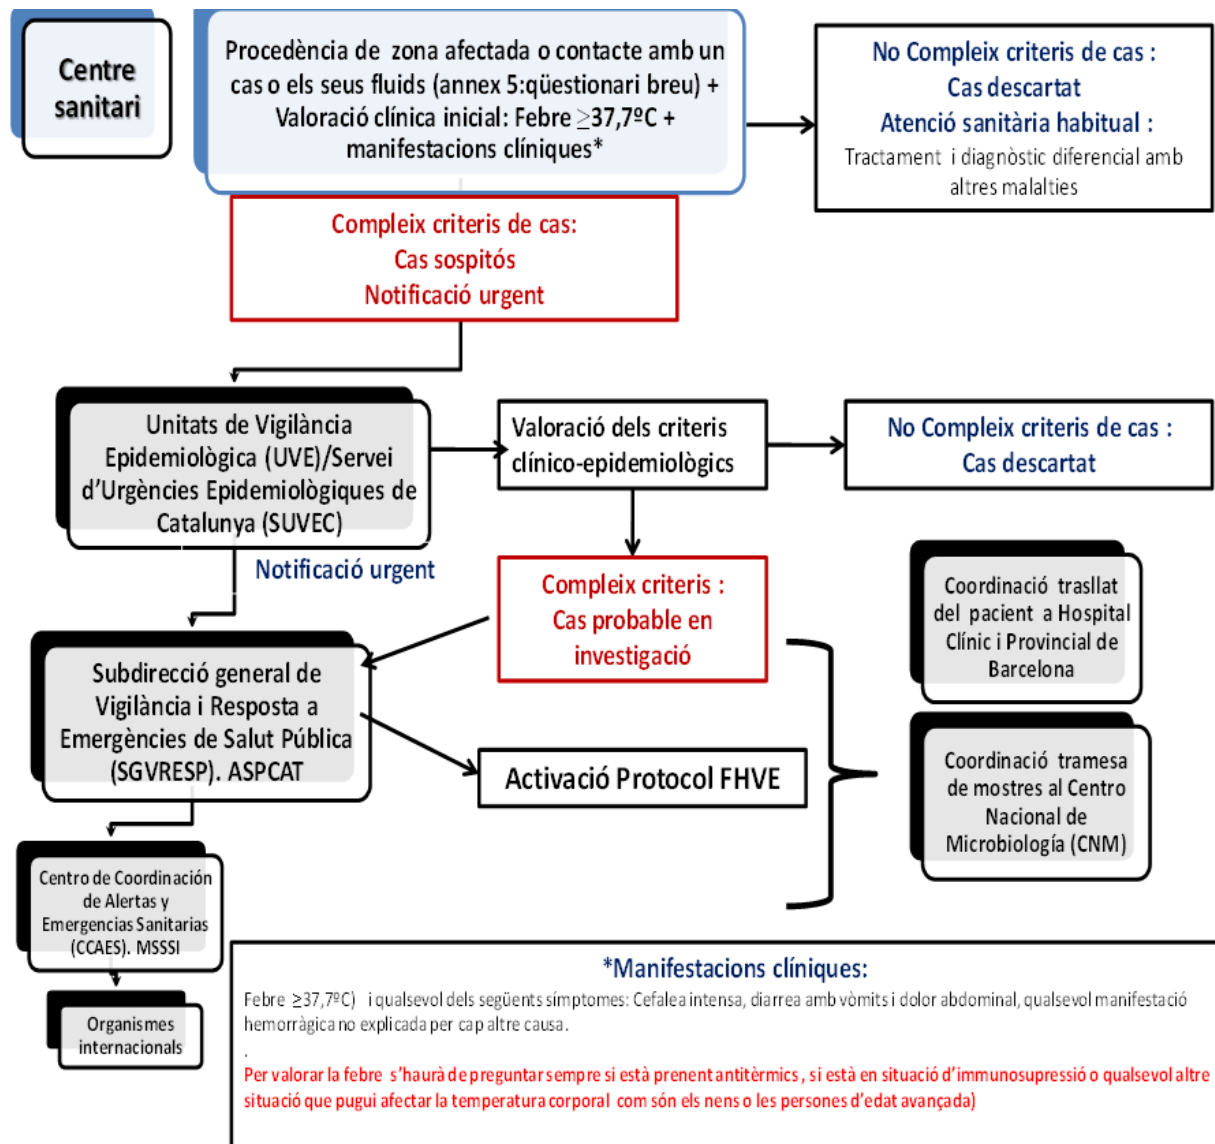 Centre
sanitari
Procedència de zona afectada o contacte amb un
cas o els seus fluids (annex 5:qüestionari breu) +
Valoració clínica inicial: Febre ≥37,7ºC +
manifestacions clíniques*
No Compleix criteris de cas :
Cas descartat
Atenció sanitària habitual :
Tractament i diagnòstic diferencial amb
altres malalties
Compleix criteris de cas:
Cas sospitós
Notificació urgent
Unitats de Vigilància
Epidemiològica (UVE)/Servei
d'Urgències Epidemiològiques de
Catalunya (SUVEC)
Valoració dels criteris
clínico-epidemiològics
No Compleix criteris de cas :
Cas descartat
Notificació urgent
Compleix criteris :
Cas probable en
investigació
Coordinació trasllat
del pacient a Hospital
Clínic i Provincial de
Barcelona
Subdirecció general de
Vigilància i Resposta a
Emergències de Salut Pública
(SGVRESP). ASPCAT
Activació Protocol FHVE
Coordinació tramesa
de mostres al Centro
Nacional de
Microbiología (CNM)
Centro de Coordinación
de Alertas y
Emergencias Sanitarias
(CCAES). MSSSI
Organismes
internacionals
*Manifestacions clíniques:
Febre ≥37,7ºC) i qualsevol dels següents símptomes: Cefalea intensa, diarrea amb vòmits i dolor abdominal, qualsevol manifestació
hemorràgica no explicada per cap altre causa.
.
Per valorar la febre s'haurà de preguntar sempre si està prenent antitèrmics , si està en situació d'immunosupressió o qualsevol altre
situació que pugui afectar la temperatura corporal com són els nens o les persones d'edat avançada)